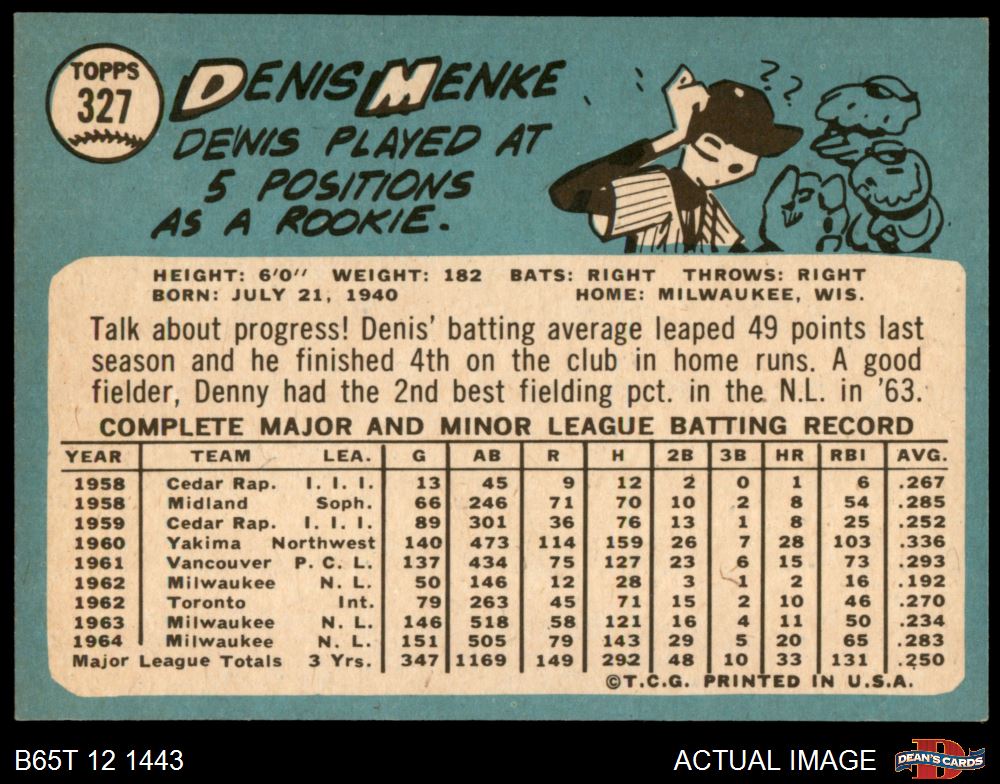 TOPPS
327
DENIS MENKE
DENIS PLAYED AT
5 POSITIONS
AS A ROOKIE.
? ? ?
HEIGHT: 6'0" WEIGHT: 182 BATS: RIGHT THROWS: RIGHT
BORN: JULY 21, 1940 HOME: MILWAUKEE, WIS.
Talk about progress! Denis' batting average leaped 49 points last
season and he finished 4th on the club in home runs. A good
fielder, Denny had the 2nd best fielding pct. in the N.L. in '63.
COMPLETE MAJOR AND MINOR LEAGUE BATTING RECORD
YEAR TEAM LEA. G AB R H 2B 3B HR RBI AVG.
1958 Cedar Rap. I. I. I. 13 45 9 12 2 0 1 6 .267
1958 Midland Soph. 66 246 71 70 10 2 8 54 .285
1959 Cedar Rap. I. I. I. 89 301 36 76 13 1 8 25 .252
1960 Yakima Northwest 140 473 114 159 26 7 28 103 .336
1961 Vancouver P. C. L. 137 434 75 127 23 6 15 73 .293
1962 Milwaukee N. L. 50 146 12 28 3 1 2 16 .192
1962 Toronto Int. 79 263 45 71 15 2 10 46 .270
1963 Milwaukee N. L. 146 518 58 121 16 4 11 50 .234
1964 Milwaukee N. L. 151 505 79 143 29 5 20 65 .283
Major League Totals 3 Yrs. 347 1169 149 292 48 10 33 131 .250
©T.C.G. PRINTED IN U.S.A.
B65T 12 1443 ACTUAL IMAGE DEAN'S CARDS